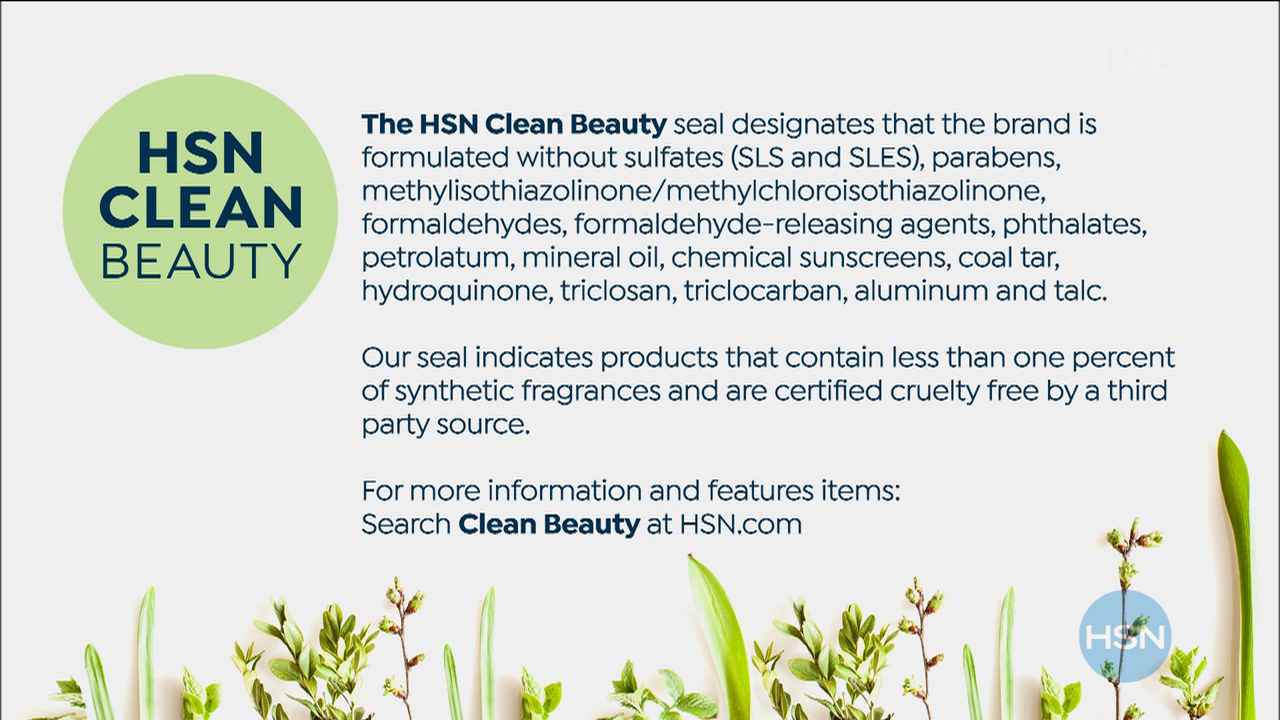 LIVE
HSN
CLEAN
BEAUTY
The HSN Clean Beauty seal designates that the brand is
formulated without sulfates (SLS and SLES), parabens,
methylisothiazolinone/methylchloroisothiazolinone,
formaldehydes, formaldehyde-releasing agents, phthalates,
petrolatum, mineral oil, chemical sunscreens, coal tar,
hydroquinone, triclosan, triclocarban, aluminum and talc.
Our seal indicates products that contain less than one percent
of synthetic fragrances and are certified cruelty free by a third
party source.
For more information and features items:
Search Clean Beauty at HSN.com
HSN